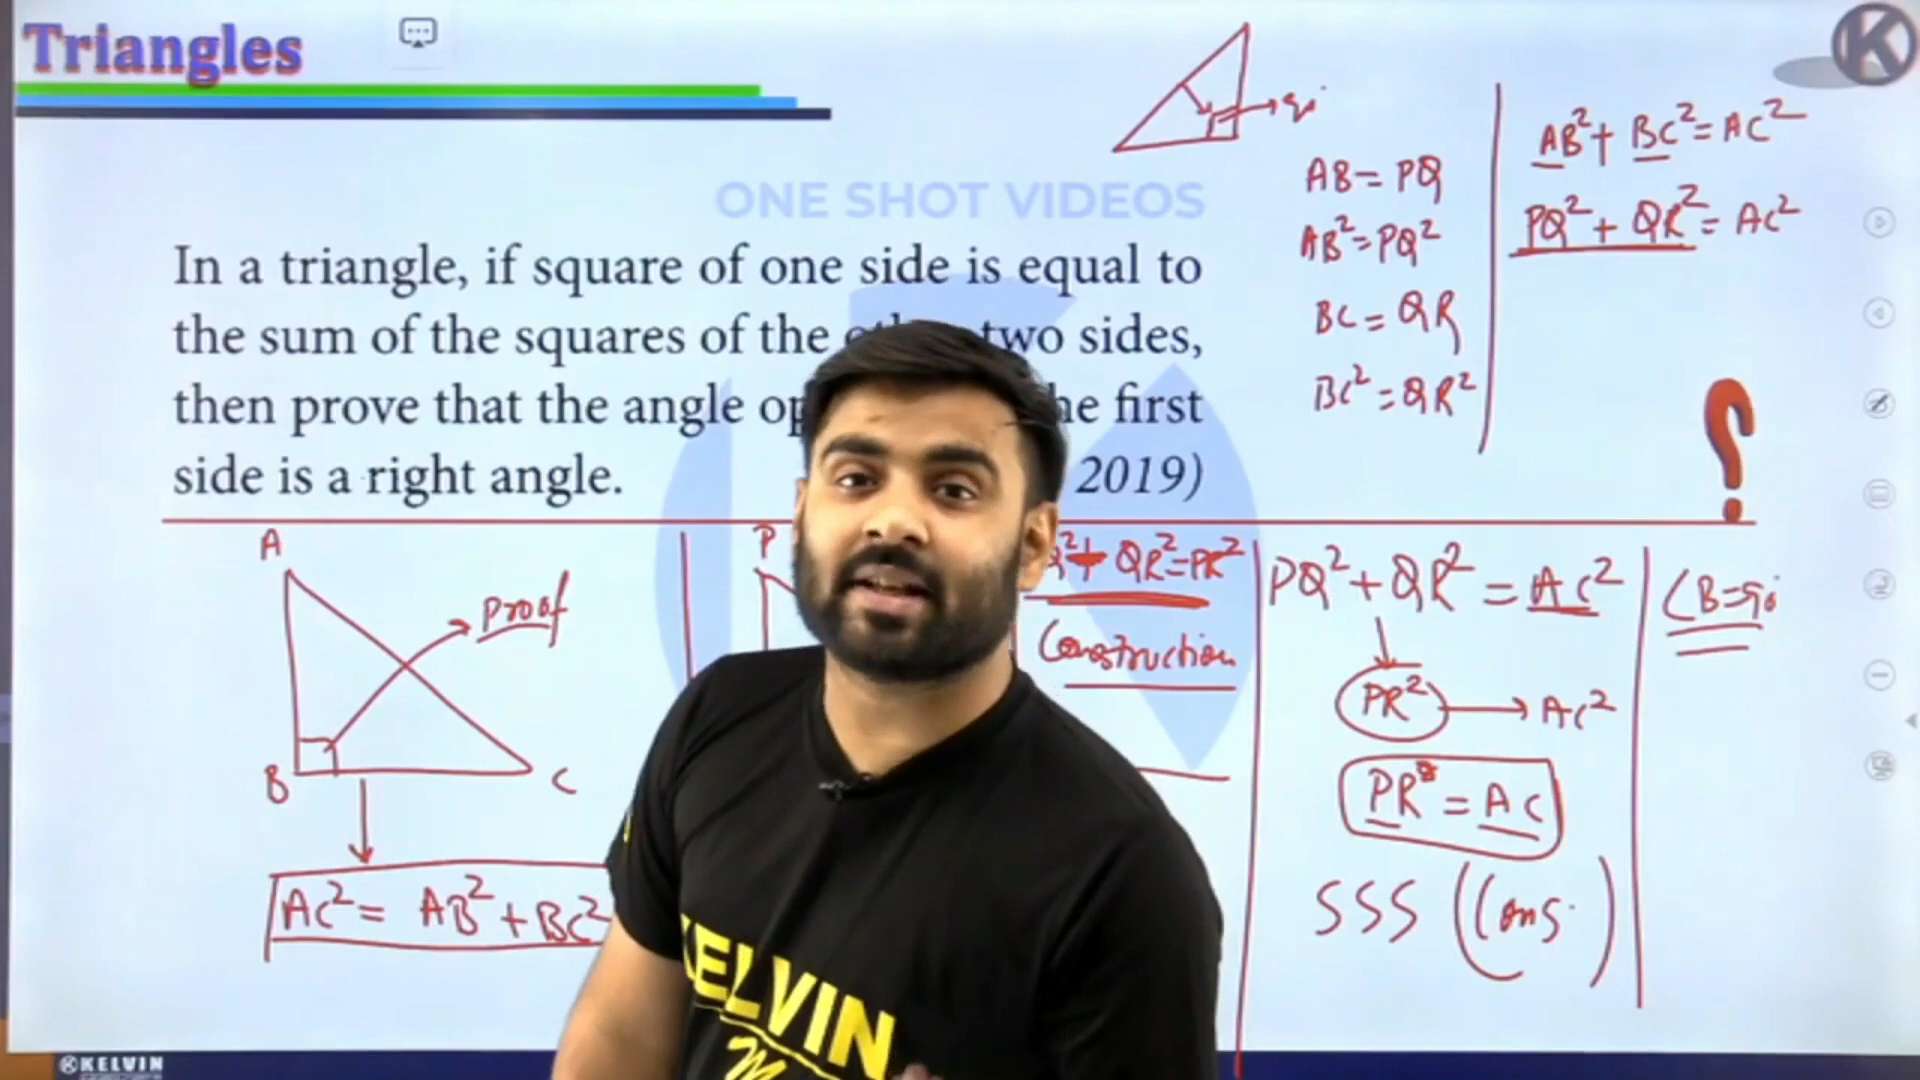 Triangles
K
ONE SHOT VIDEOS
In a triangle, if square of one side is equal to
the sum of the squares of the two sides,
then prove that the angle op he first
side is a right angle. 2019)
AB = PQ
AB² = PQ²
BC = QR
BC² = QR²
AB² + BC² = AC²
PQ² + QR² = AC²
?
A
B
C
Proof
AC² = AB² + BC²
P
² + QR² = PR²
Construction
PQ² + QR² = AC²
PR² → AC²
PR = AC
SSS (Cons.)
∠B = 90
KELVIN
KELVIN